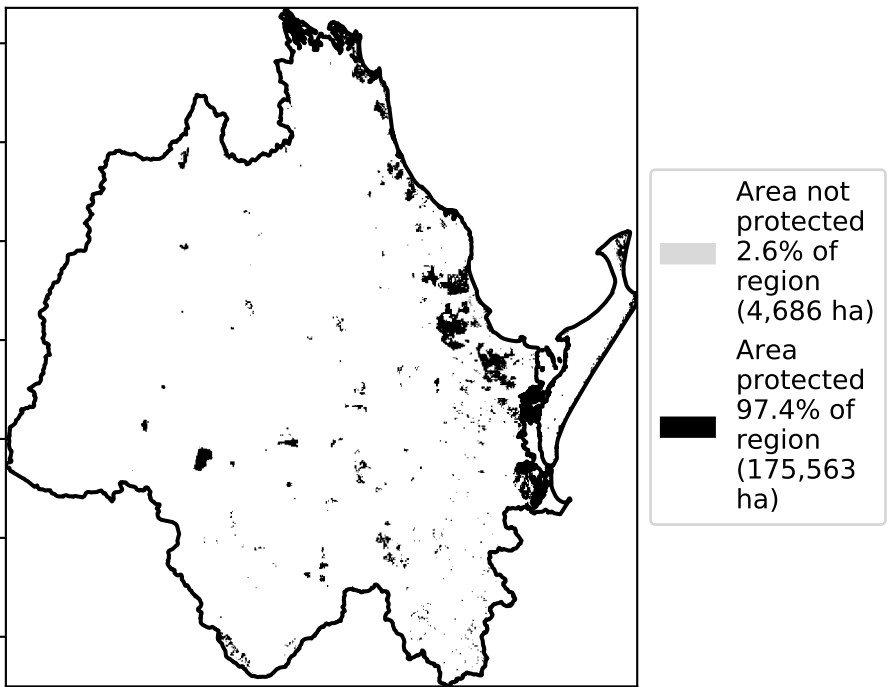 Area not
protected
2.6% of
region
(4,686 ha)
Area
protected
97.4% of
region
(175,563
ha)